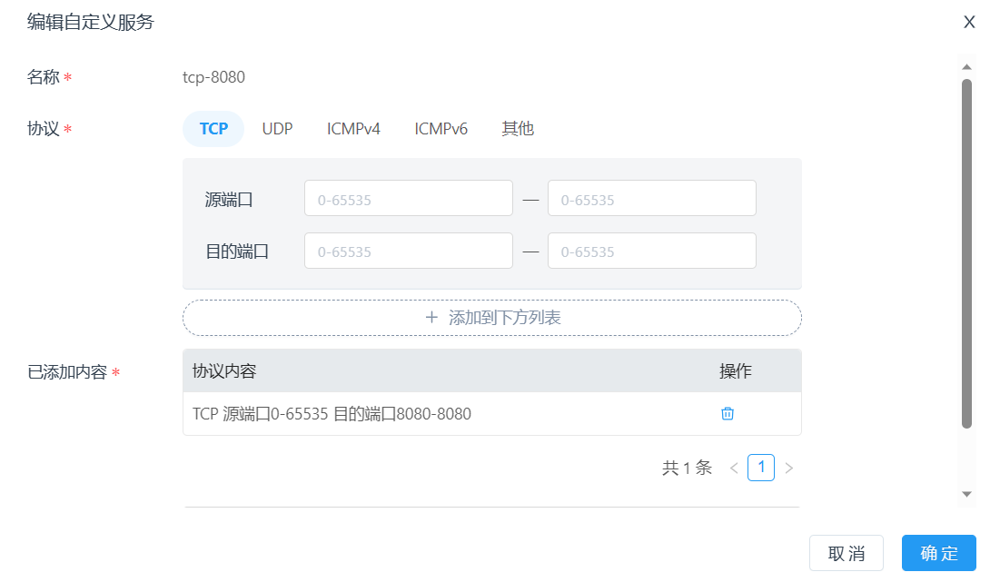 编辑自定义服务 X
名称 * tcp-8080
协议 * TCP UDP ICMPv4 ICMPv6 其他
源端口 0-65535 — 0-65535
目的端口 0-65535 — 0-65535
+ 添加到下方列表
已添加内容 * 协议内容 操作
TCP 源端口0-65535 目的端口8080-8080
共 1 条 < 1 >
取 消 确 定